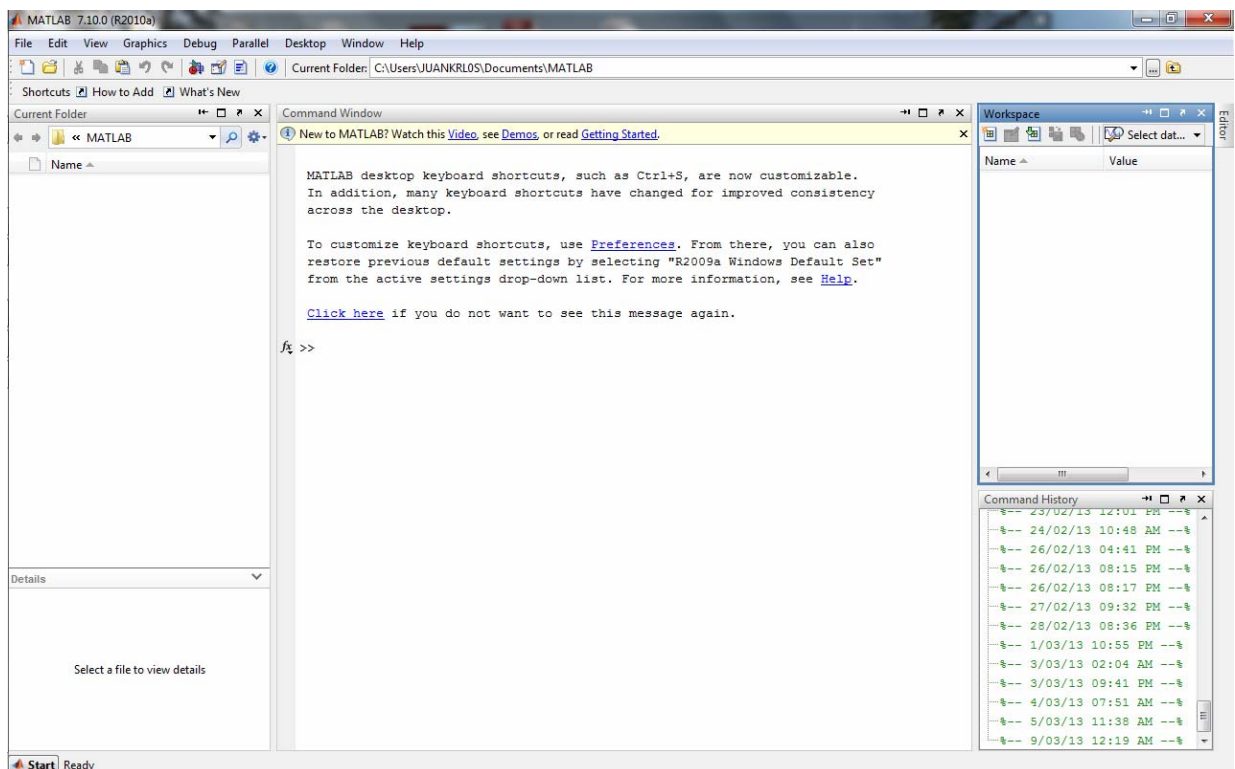 MATLAB 7.10.0 (R2010a)
File Edit View Graphics Debug Parallel Desktop Window Help
Current Folder: C:\Users\JUANKRL0S\Documents\MATLAB
Shortcuts How to Add What's New
Current Folder
« MATLAB
Name
Details
Select a file to view details
Command Window
New to MATLAB? Watch this Video, see Demos, or read Getting Started.
MATLAB desktop keyboard shortcuts, such as Ctrl+S, are now customizable.
In addition, many keyboard shortcuts have changed for improved consistency
across the desktop.
To customize keyboard shortcuts, use Preferences. From there, you can also
restore previous default settings by selecting "R2009a Windows Default Set"
from the active settings drop-down list. For more information, see Help.
Click here if you do not want to see this message again.
fx >>
Workspace
Select dat...
Name Value
Command History
%-- 23/02/13 12:01 PM --%
%-- 24/02/13 10:48 AM --%
%-- 26/02/13 04:41 PM --%
%-- 26/02/13 08:15 PM --%
%-- 26/02/13 08:17 PM --%
%-- 27/02/13 09:32 PM --%
%-- 28/02/13 08:36 PM --%
%-- 1/03/13 10:55 PM --%
%-- 3/03/13 02:04 AM --%
%-- 3/03/13 09:41 PM --%
%-- 4/03/13 07:51 AM --%
%-- 5/03/13 11:38 AM --%
%-- 9/03/13 12:19 AM --%
Editor
Start Ready